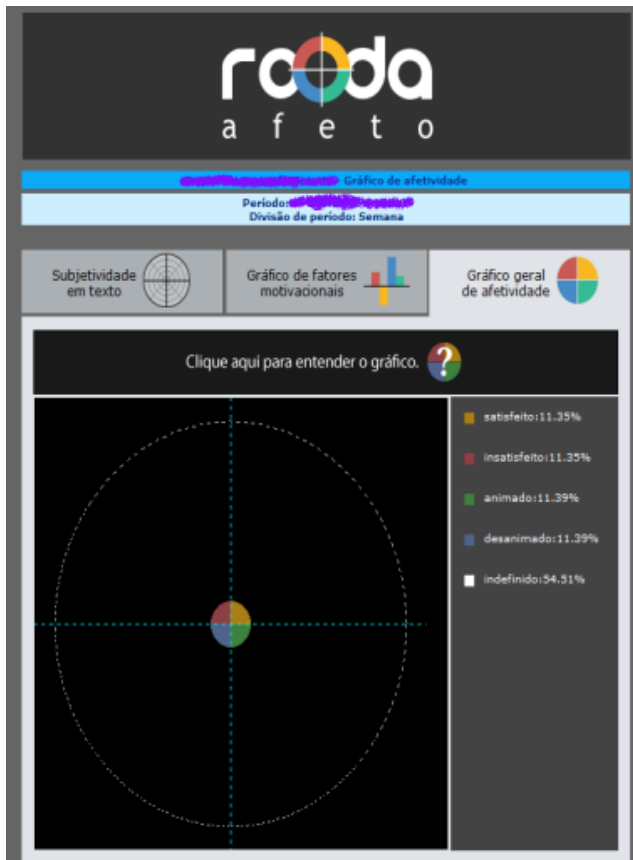 rooda
afeto
Gráfico de afetividade
Período:
Divisão de período: Semana
Subjetividade
em texto
Gráfico de fatores
motivacionais
Gráfico geral
de afetividade
Clique aqui para entender o gráfico. ?
satisfeito:11.35%
insatisfeito:11.35%
animado:11.39%
desanimado:11.39%
indefinido:54.51%